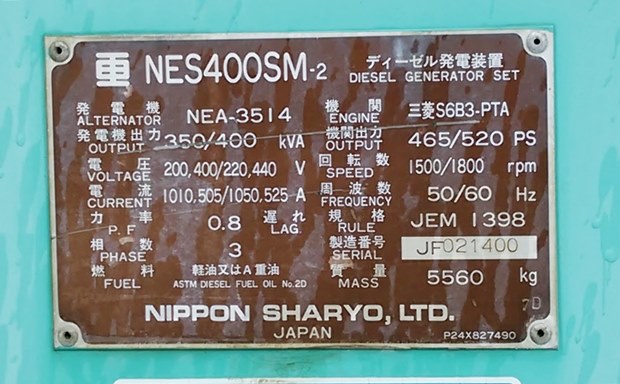 NES400SM-2 ディーゼル発電装置
DIESEL GENERATOR SET
発電機 NEA-3514 機関 三菱S6B3-PTA
ALTERNATOR ENGINE
発電機出力 350/400 kVA 機関出力 465/520 PS
OUTPUT OUTPUT
電圧 200,400/220,440 V 回転数 1500/1800 rpm
VOLTAGE SPEED
電流 1010,505/1050,525 A 周波数 50/60 Hz
CURRENT FREQUENCY
力率 0.8 遅れ 規格 JEM 1398
P.F LAG. RULE
相数 3 製造番号 JF021400
PHASE SERIAL
燃料 軽油又はA重油 質量 5560 kg
FUEL ASTM DIESEL FUEL OIL No.2D MASS
7D
NIPPON SHARYO, LTD.
JAPAN P24X827490